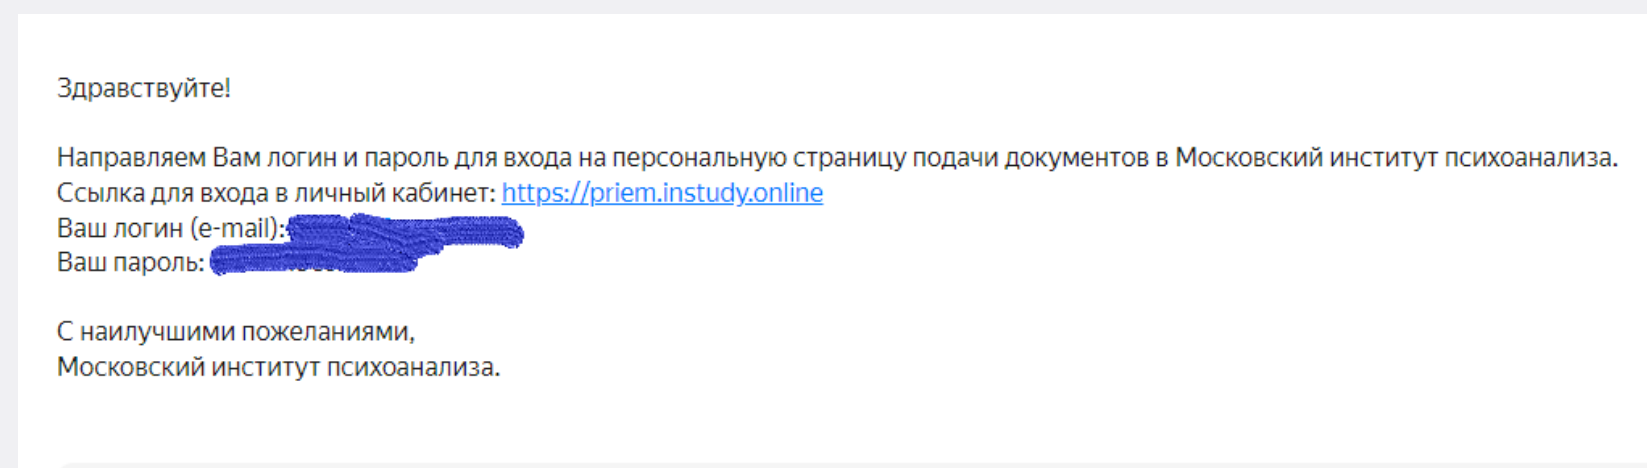 Здравствуйте!
Направляем Вам логин и пароль для входа на персональную страницу подачи документов в Московский институт психоанализа.
Ссылка для входа в личный кабинет: https://priem.instudy.online
Ваш логин (e-mail):
Ваш пароль:
С наилучшими пожеланиями,
Московский институт психоанализа.